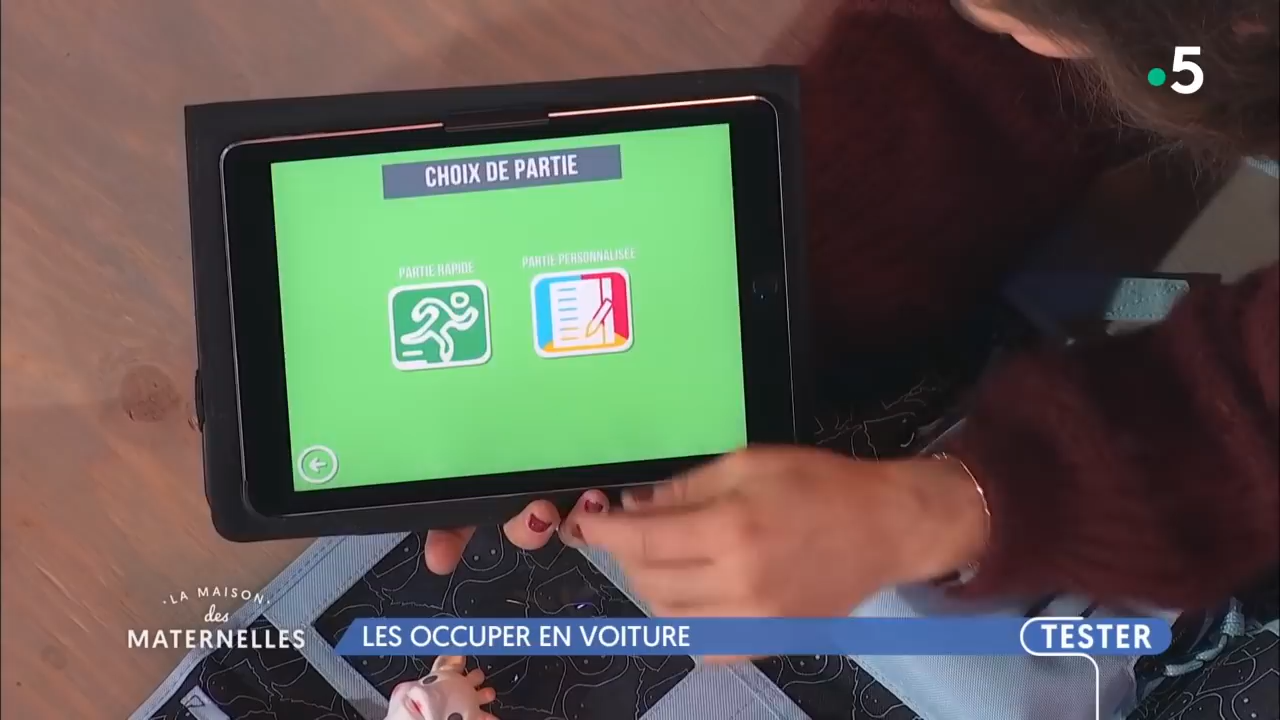 5
CHOIX DE PARTIE
PARTIE RAPIDE
PARTIE PERSONNALISÉE
LA MAISON
des
MATERNELLES
LES OCCUPER EN VOITURE
TESTER